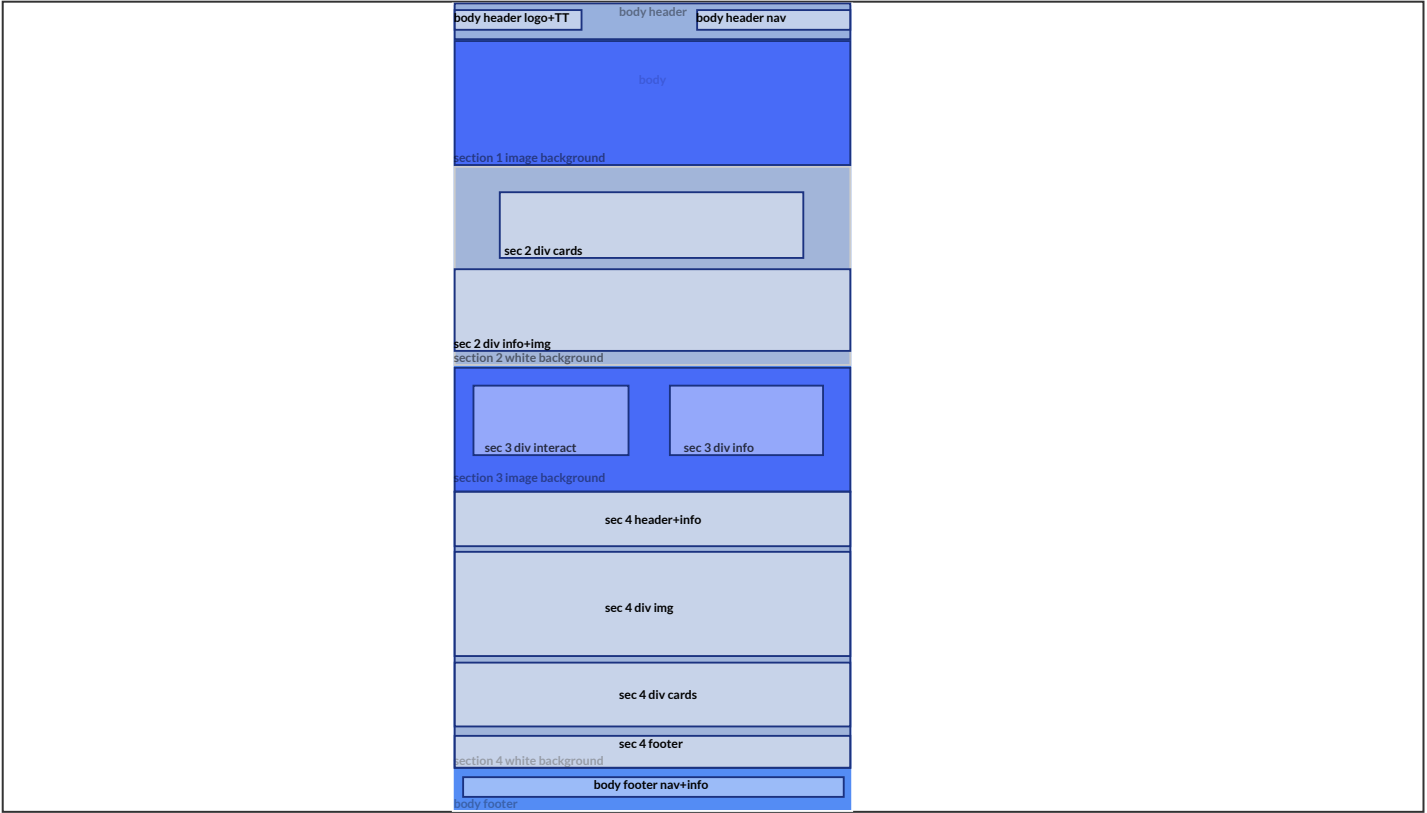 body header logo+TT
body header
body header nav
body
section 1 image background
sec 2 div cards
sec 2 div info+img
section 2 white background
sec 3 div interact
sec 3 div info
section 3 image background
sec 4 header+info
sec 4 div img
sec 4 div cards
sec 4 footer
section 4 white background
body footer nav+info
body footer